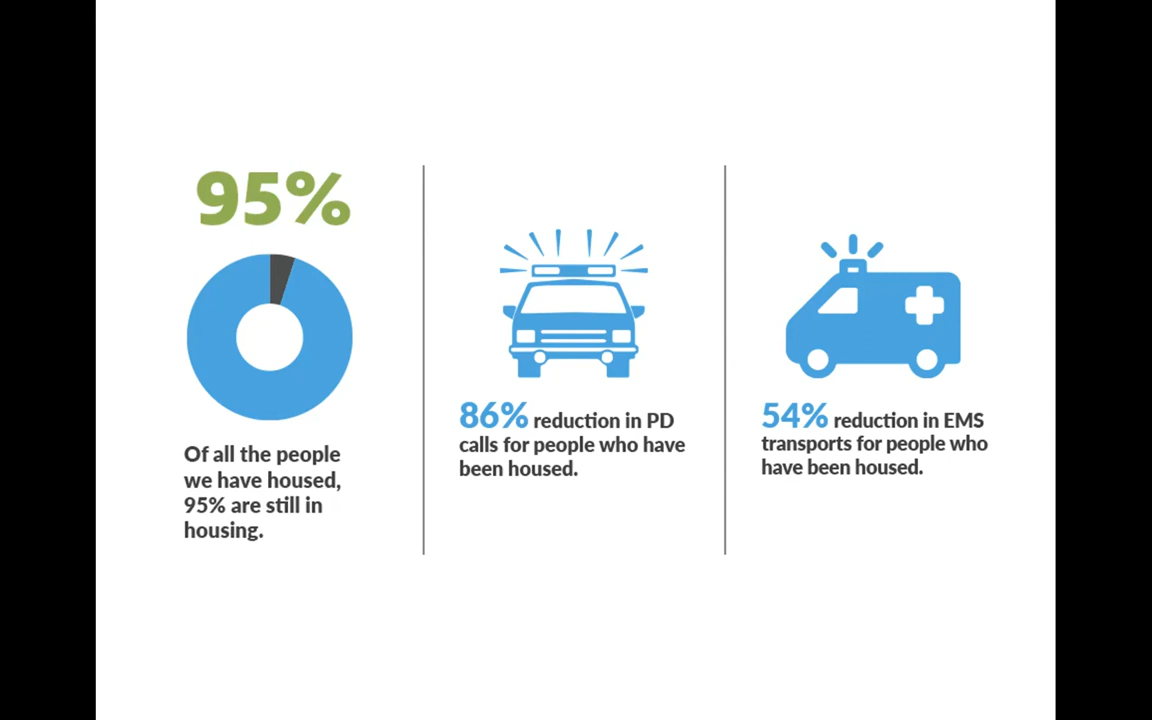 95%
Of all the people
we have housed,
95% are still in
housing.
86% reduction in PD
calls for people who have
been housed.
54% reduction in EMS
transports for people who
have been housed.